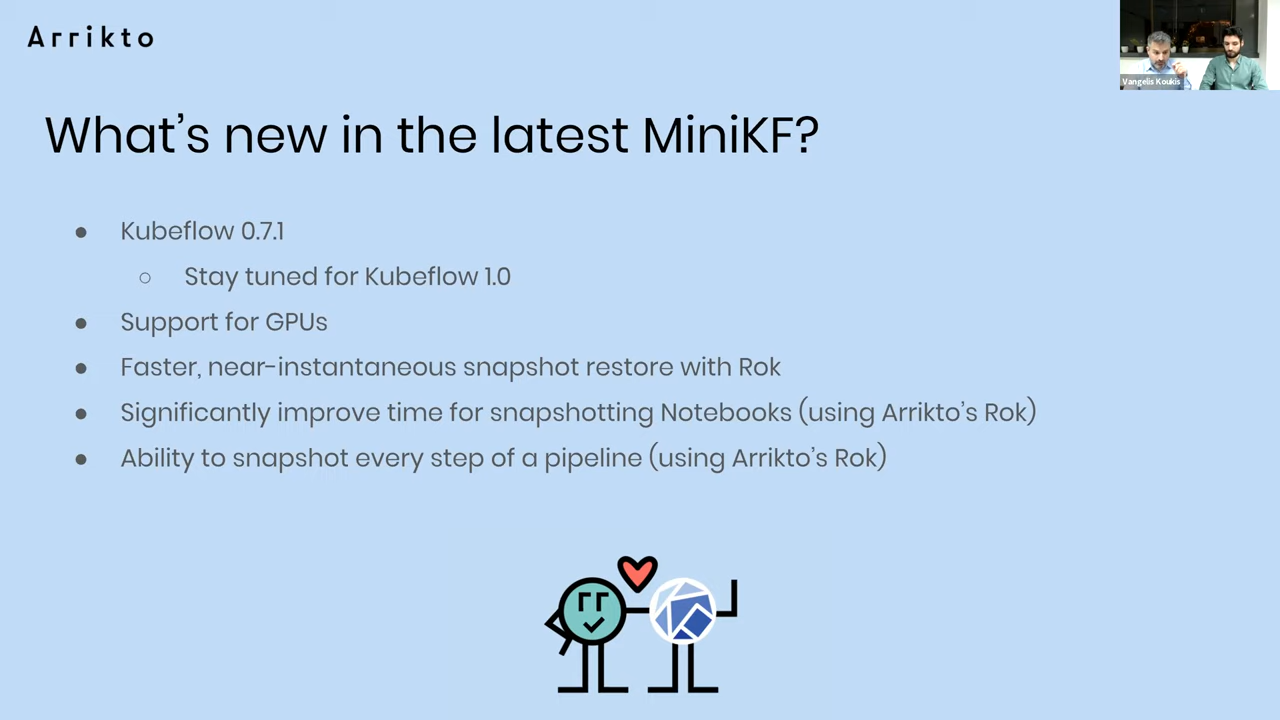 Arrikto
Vangelis Koukis
What's new in the latest MiniKF?
● Kubeflow 0.7.1
○ Stay tuned for Kubeflow 1.0
● Support for GPUs
● Faster, near-instantaneous snapshot restore with Rok
● Significantly improve time for snapshotting Notebooks (using Arrikto's Rok)
● Ability to snapshot every step of a pipeline (using Arrikto's Rok)